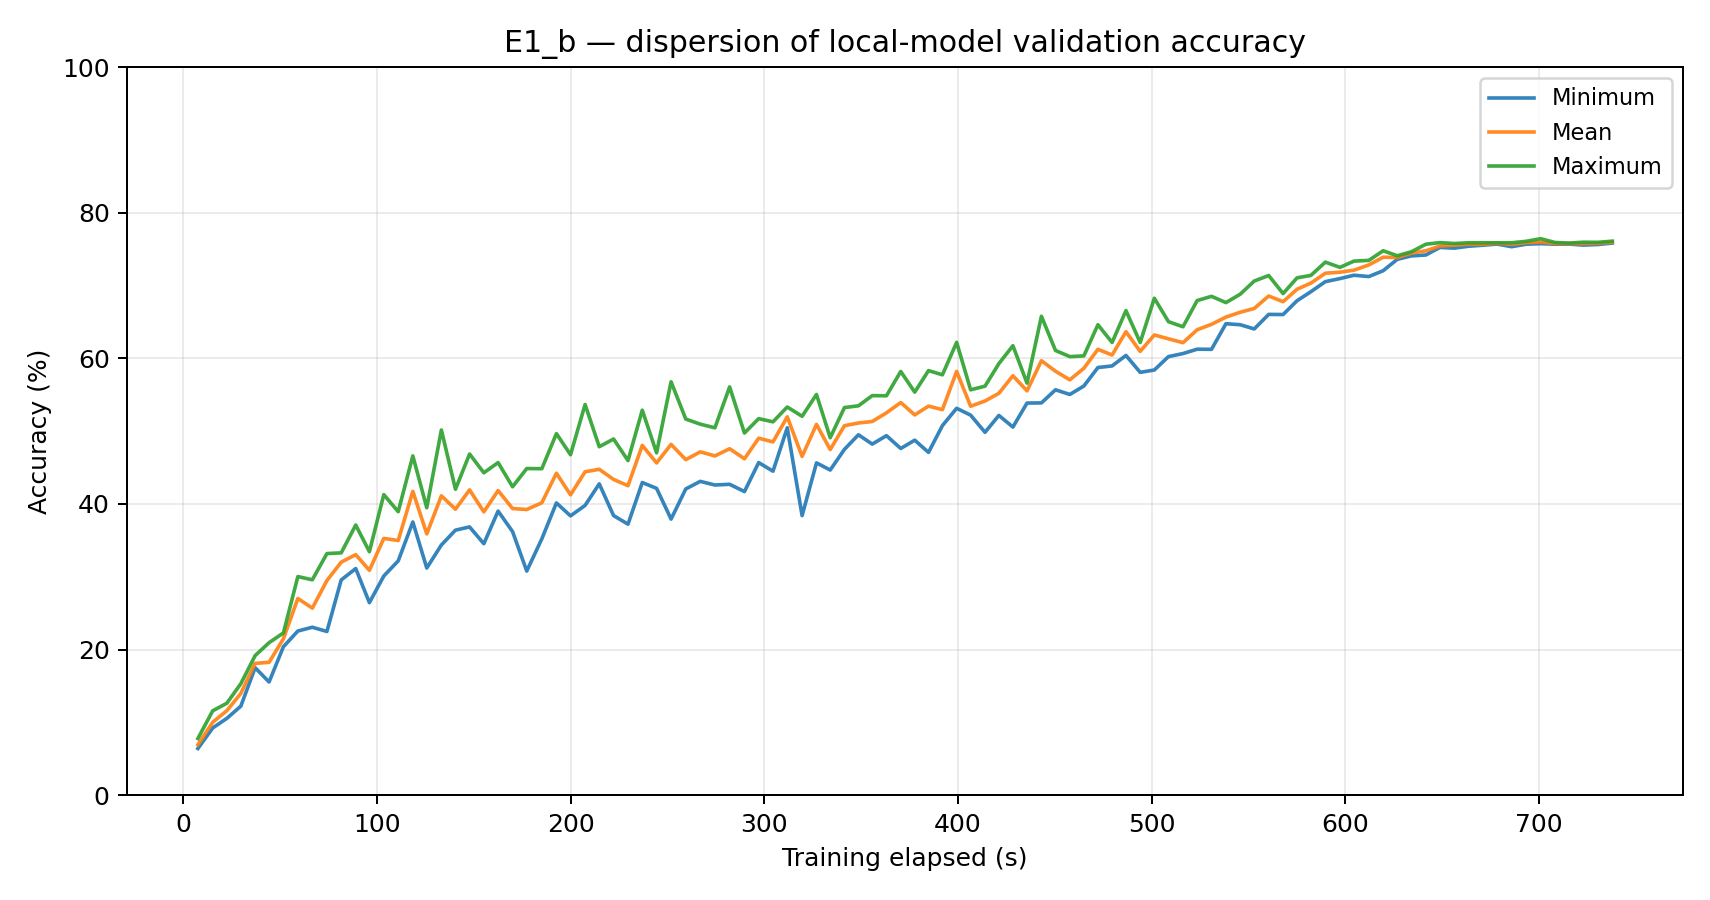 E1_b — dispersion of local-model validation accuracy
100
80
60
40
20
0
Accuracy (%)
Minimum
Mean
Maximum
0 100 200 300 400 500 600 700
Training elapsed (s)